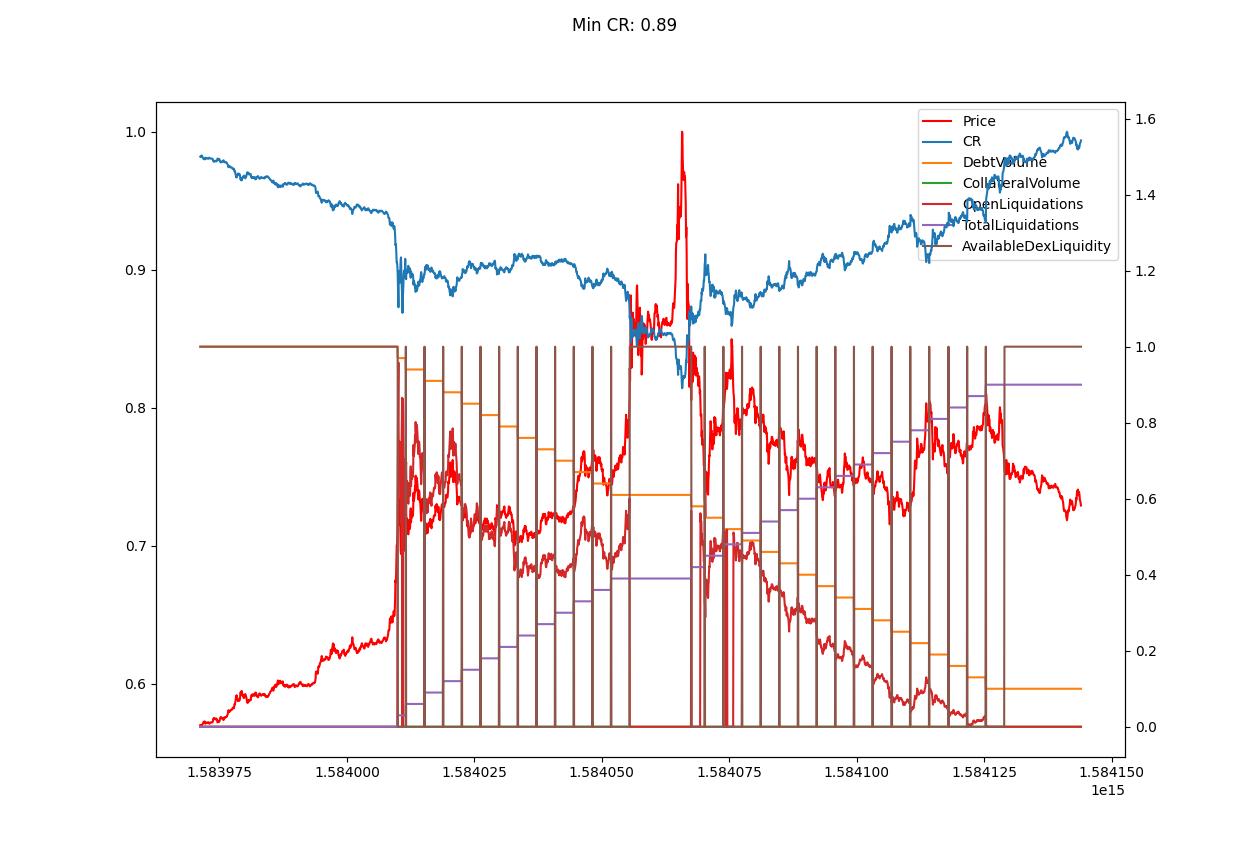 Min CR: 0.89
1.0
0.9
0.8
0.7
0.6
1.6
1.4
1.2
1.0
0.8
0.6
0.4
0.2
0.0
Price
CR
DebtVolume
CollateralVolume
OpenLiquidations
TotalLiquidations
AvailableDexLiquidity
1.583975 1.584000 1.584025 1.584050 1.584075 1.584100 1.584125 1.584150
1e15